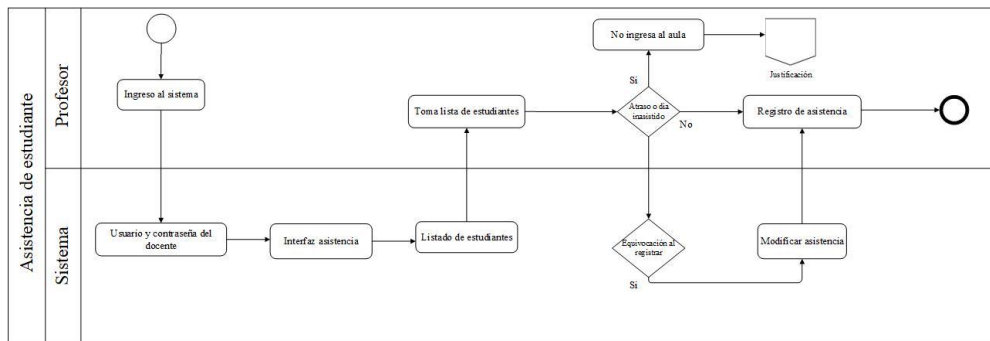 Asistencia de estudiante
Profesor
Sistema
Ingreso al sistema
Usuario y contraseña del
docente
Interfaz asistencia
Listado de estudiantes
Toma lista de estudiantes
Atraso o dia
inasistido
Si
No
No ingresa al aula
Justificación
Registro de asistencia
Equivocación al
registrar
Si
Modificar asistencia